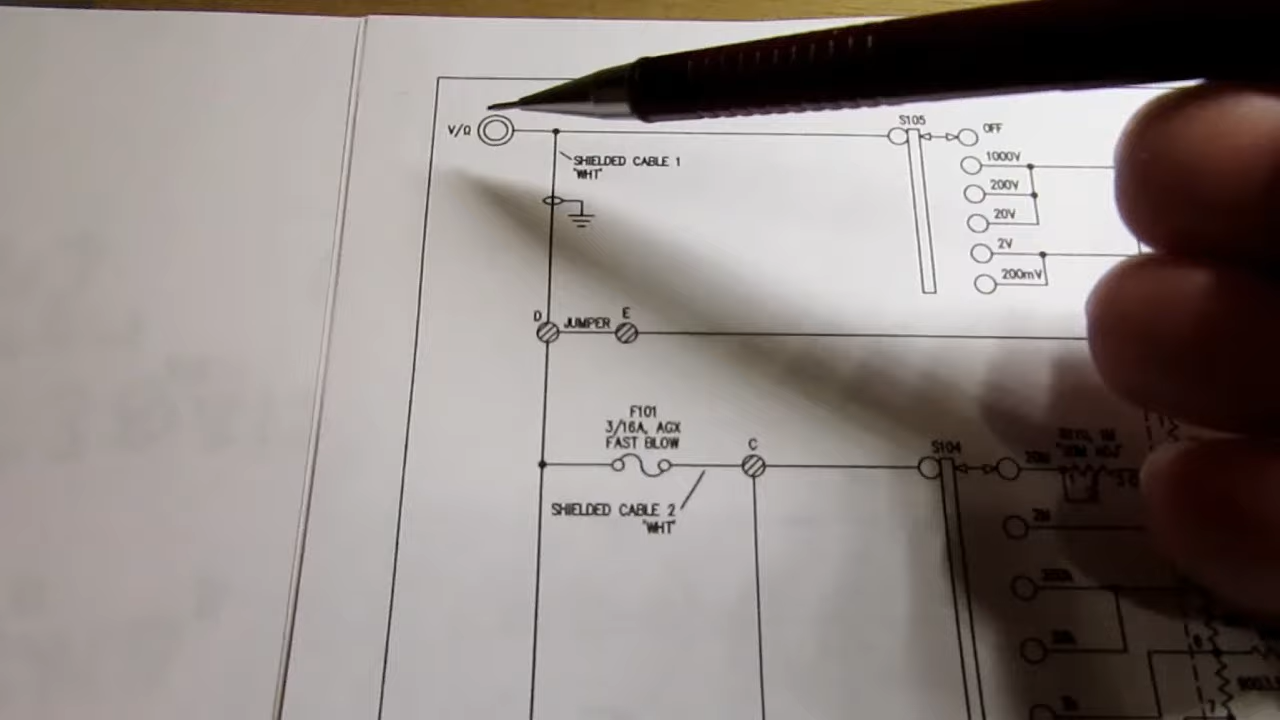 V/Ω
S105
OFF
1000V
200V
20V
2V
200mV
SHIELDED CABLE 1
"WHT"
D
JUMPER
E
F101
3/16A, AGX
FAST BLOW
C
S104
SHIELDED CABLE 2
"WHT"